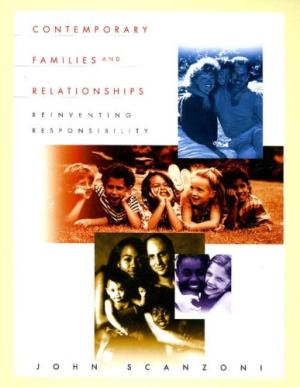 CONTEMPORARY
FAMILIES AND
RELATIONSHIPS
REINVENTING
RESPONSIBILITY
JOHN SCANZONI